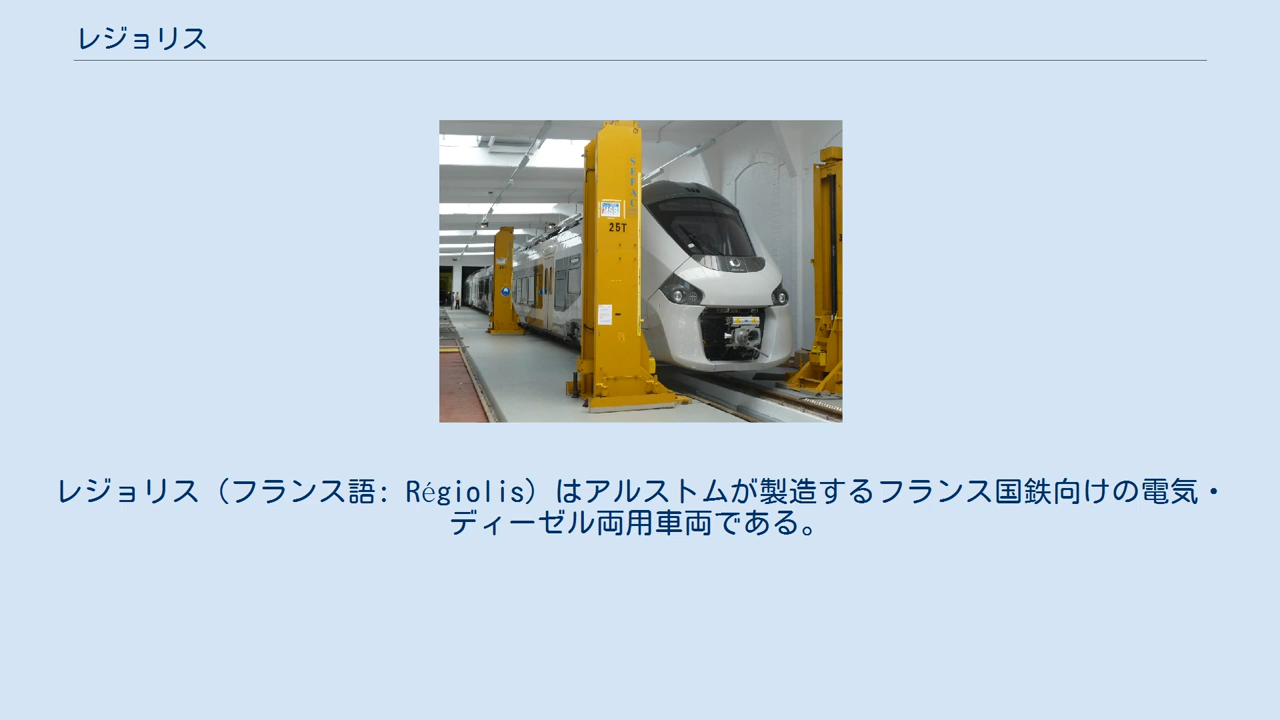 レジョリス
SEFAC
25T
レジョリス（フランス語: Régiolis）はアルストムが製造するフランス国鉄向けの電気・
ディーゼル両用車両である。